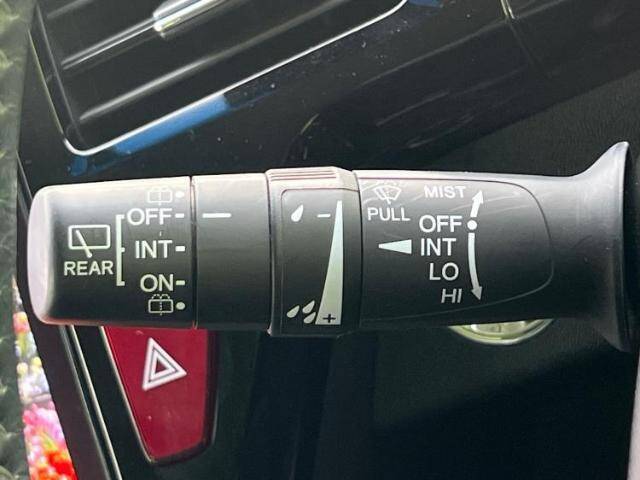 OFF
INT
ON
REAR
PULL
MIST
OFF
INT
LO
HI